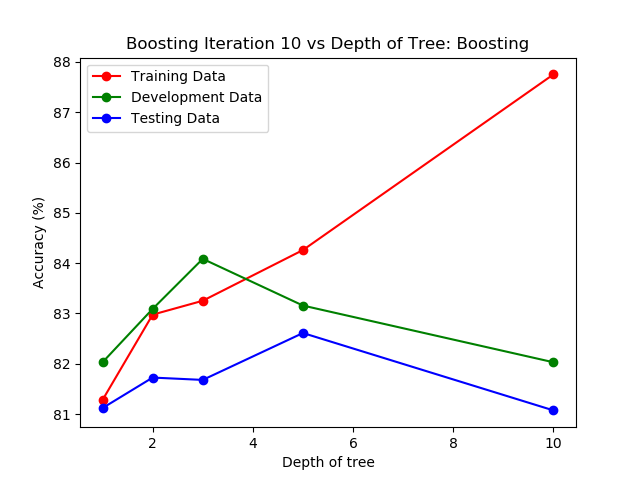 Boosting Iteration 10 vs Depth of Tree: Boosting
Training Data
Development Data
Testing Data
Accuracy (%)
88
87
86
85
84
83
82
81
2 4 6 8 10
Depth of tree